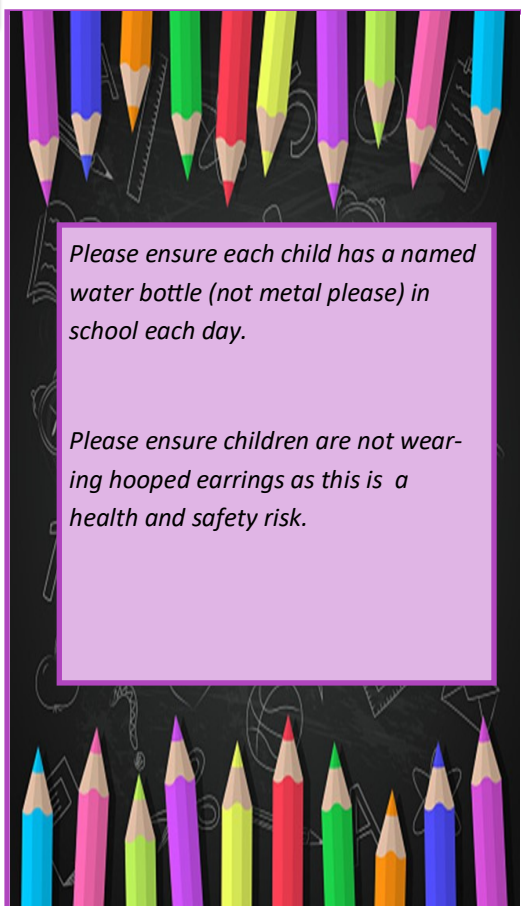 Please ensure each child has a named
water bottle (not metal please) in
school each day.
Please ensure children are not wear-
ing hooped earrings as this is  a
health and safety risk.